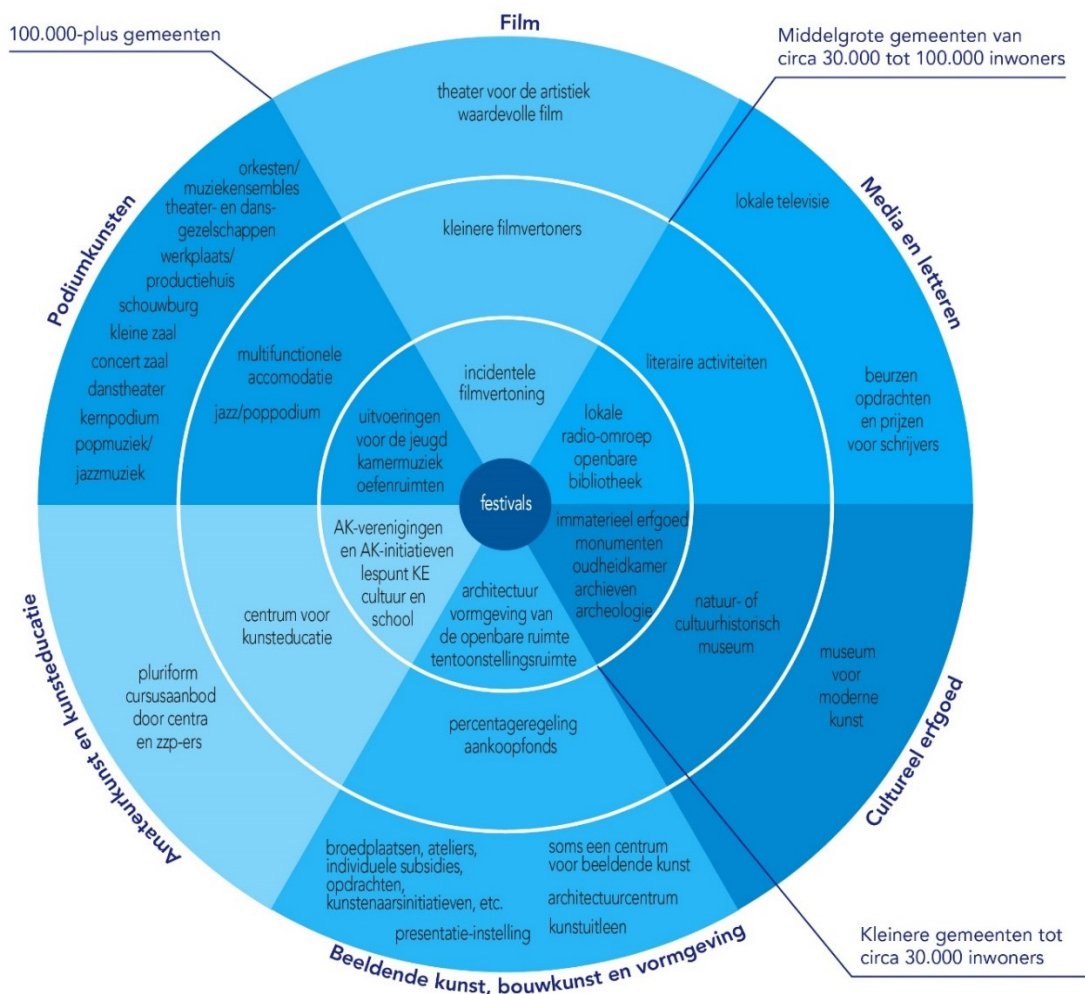 Film
100.000-plus gemeenten
Middelgrote gemeenten van
circa 30.000 tot 100.000 inwoners
theater voor de artistiek
waardevolle film
kleinere filmvertoners
incidentele
filmvertoning
Media en letteren
lokale televisie
beurzen
opdrachten
en prijzen
voor schrijvers
literaire activiteiten
lokale
radio-omroep
openbare
bibliotheek
Cultureel erfgoed
immaterieel erfgoed
monumenten
oudheidkamer
archieven
archeologie
natuur- of
cultuurhistorisch
museum
museum
voor
moderne
kunst
Kleinere gemeenten tot
circa 30.000 inwoners
Beeldende kunst, bouwkunst en vormgeving
architectuur
vormgeving van
de openbare ruimte
tentoonstellingsruimte
percentageregeling
aankoopfonds
broedplaatsen, ateliers,
individuele subsidies,
opdrachten,
kunstenaarsinitiatieven, etc.
presentatie-instelling
soms een centrum
voor beeldende kunst
architectuurcentrum
kunstuitleen
Amateurkunst en kunsteducatie
AK-verenigingen
en AK-initiatieven
lespunt KE
cultuur en
school
centrum voor
kunsteducatie
pluriform
cursusaanbod
door centra
en zzp-ers
Podiumkunsten
orkesten/
muziekensembles
theater- en dans-
gezelschappen
werkplaats/
productiehuis
schouwburg
kleine zaal
concert zaal
danstheater
kernpodium
popmuziek/
jazzmuziek
multifunctionele
accomodatie
jazz/poppodium
uitvoeringen
voor de jeugd
kamermuziek
oefenruimten
festivals